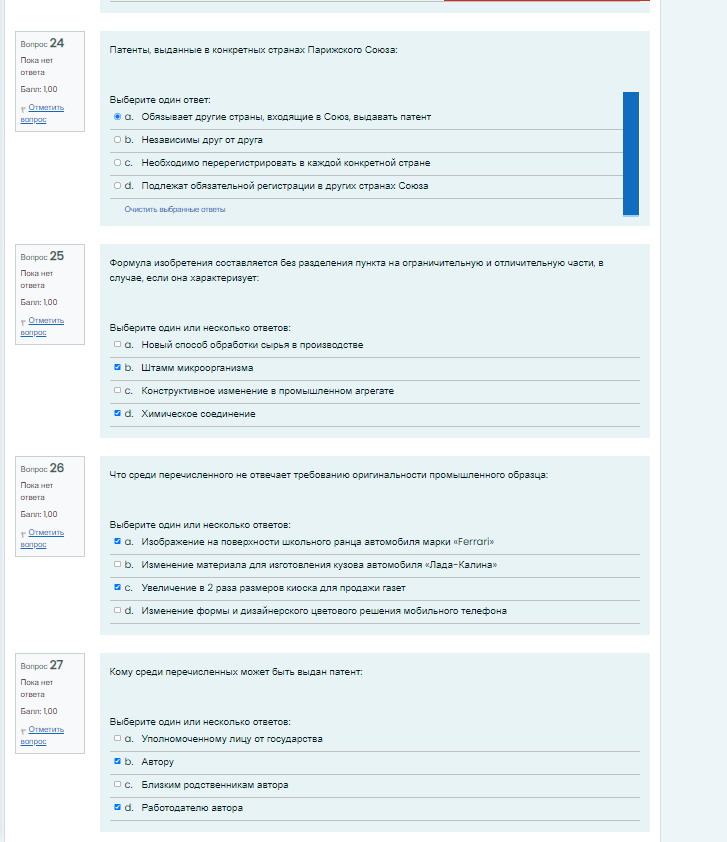 Вопрос 24
Пока нет
ответа
Балл: 1,00
Отметить
вопрос
Патенты, выданные в конкретных странах Парижского Союза:
Выберите один ответ:
a. Обязывает другие страны, входящие в Союз, выдавать патент
b. Независимы друг от друга
c. Необходимо перерегистрировать в каждой конкретной стране
d. Подлежат обязательной регистрации в других странах Союза
Очистить выбранные ответы
Вопрос 25
Пока нет
ответа
Балл: 1,00
Отметить
вопрос
Формула изобретения составляется без разделения пункта на ограничительную и отличительную части, в
случае, если она характеризует:
Выберите один или несколько ответов:
a. Новый способ обработки сырья в производстве
b. Штамм микроорганизма
c. Конструктивное изменение в промышленном агрегате
d. Химическое соединение
Вопрос 26
Пока нет
ответа
Балл: 1,00
Отметить
вопрос
Что среди перечисленного не отвечает требованию оригинальности промышленного образца:
Выберите один или несколько ответов:
a. Изображение на поверхности школьного ранца автомобиля марки «Ferrari»
b. Изменение материала для изготовления кузова автомобиля «Лада-Калина»
c. Увеличение в 2 раза размеров киоска для продажи газет
d. Изменение формы и дизайнерского цветового решения мобильного телефона
Вопрос 27
Пока нет
ответа
Балл: 1,00
Отметить
вопрос
Кому среди перечисленных может быть выдан патент:
Выберите один или несколько ответов:
a. Уполномоченному лицу от государства
b. Автору
c. Близким родственникам автора
d. Работодателю автора